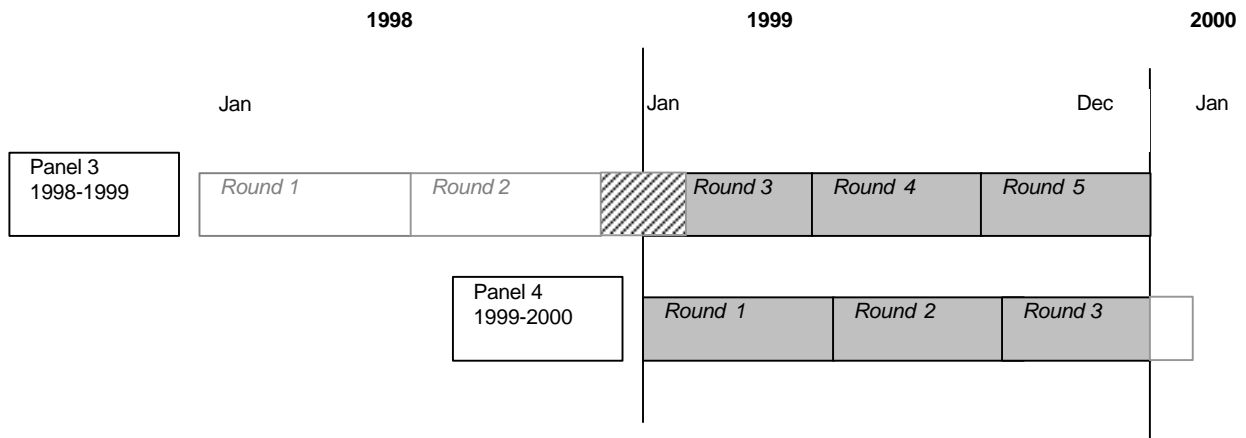 1998 1999 2000
Jan Jan Dec Jan
Panel 3
1998-1999
Round 1 Round 2 Round 3 Round 4 Round 5
Panel 4
1999-2000
Round 1 Round 2 Round 3